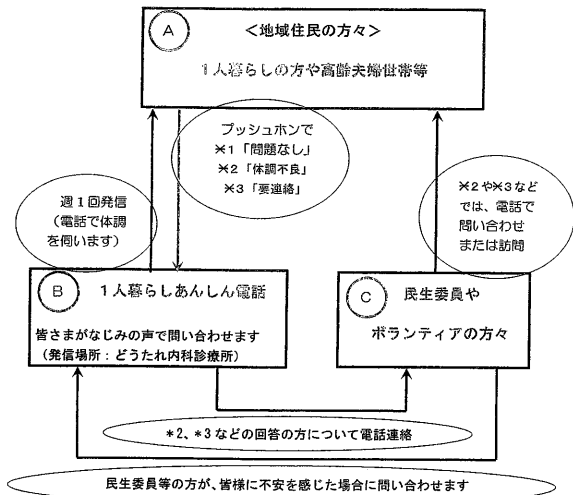 A
＜地域住民の方々＞
１人暮らしの方や高齢夫婦世帯等
プッシュホンで
＊１「問題なし」
＊２「体調不良」
＊３「要連絡」
週１回発信
（電話で体調
を伺います）
＊２や＊３など
では、電話で
問い合わせ
または訪問
B
１人暮らしあんしん電話
皆さまがなじみの声で問い合わせます
（発信場所：どうたれ内科診療所）
C
民生委員や
ボランティアの方々
＊2、＊3などの回答の方について電話連絡
民生委員等の方が、皆様に不安を感じた場合に問い合わせます